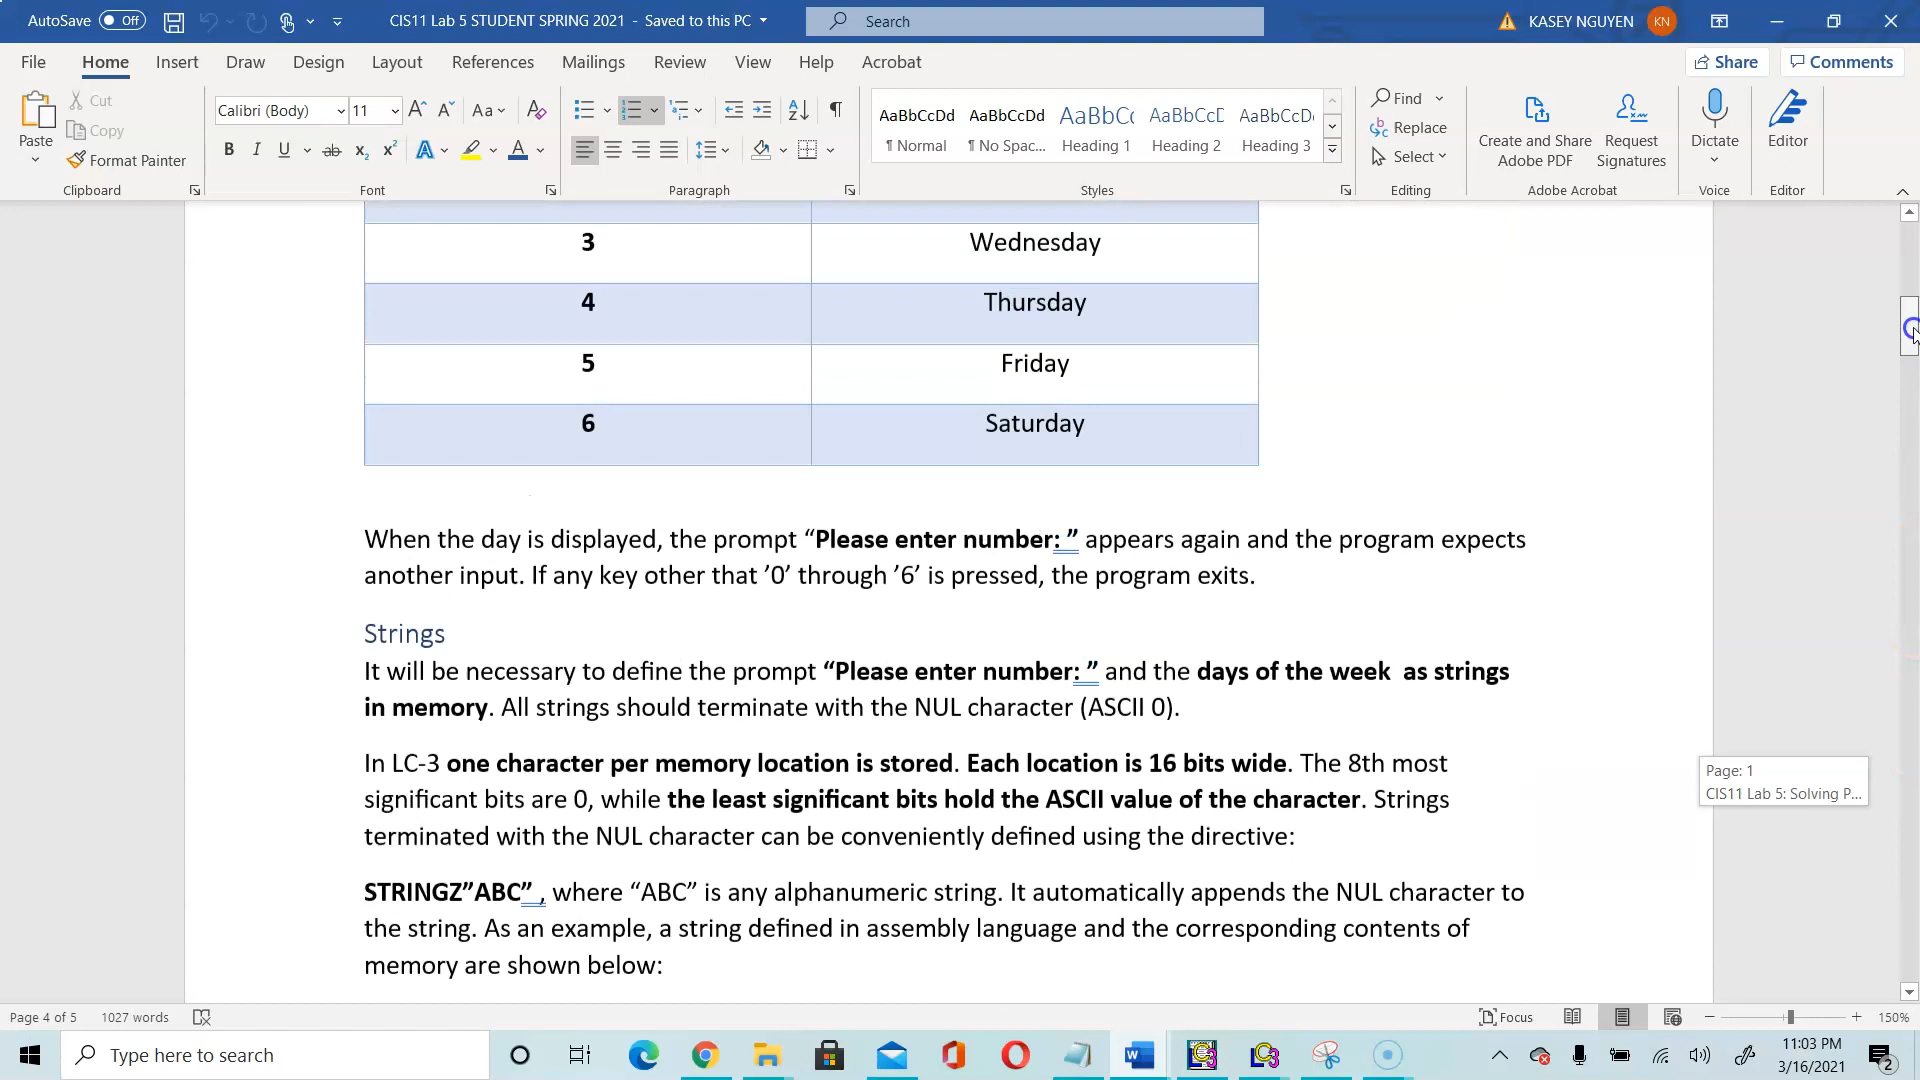 AutoSave Off CIS11 Lab 5 STUDENT SPRING 2021 - Saved to this PC Search KASEY NGUYEN KN
File Home Insert Draw Design Layout References Mailings Review View Help Acrobat Share Comments
Paste Cut Copy Format Painter Clipboard
Calibri (Body) 11 Aa Font
Paragraph
AaBbCcDd ¶ Normal AaBbCcDd ¶ No Spac... AaBbC( Heading 1 AaBbCcD Heading 2 AaBbCcD Heading 3 Styles
Find Replace Select Editing
Create and Share Adobe PDF Request Signatures Adobe Acrobat
Dictate Voice
Editor Editor
3 Wednesday
4 Thursday
5 Friday
6 Saturday
When the day is displayed, the prompt “Please enter number: ” appears again and the program expects
another input. If any key other that ’0’ through ’6’ is pressed, the program exits.
Strings
It will be necessary to define the prompt “Please enter number: ” and the days of the week as strings
in memory. All strings should terminate with the NUL character (ASCII 0).
In LC-3 one character per memory location is stored. Each location is 16 bits wide. The 8th most
significant bits are 0, while the least significant bits hold the ASCII value of the character. Strings
terminated with the NUL character can be conveniently defined using the directive:
STRINGZ”ABC” , where “ABC” is any alphanumeric string. It automatically appends the NUL character to
the string. As an example, a string defined in assembly language and the corresponding contents of
memory are shown below:
Page: 1
CIS11 Lab 5: Solving P...
Page 4 of 5 1027 words Focus 150%
Type here to search 11:03 PM
3/16/2021 2